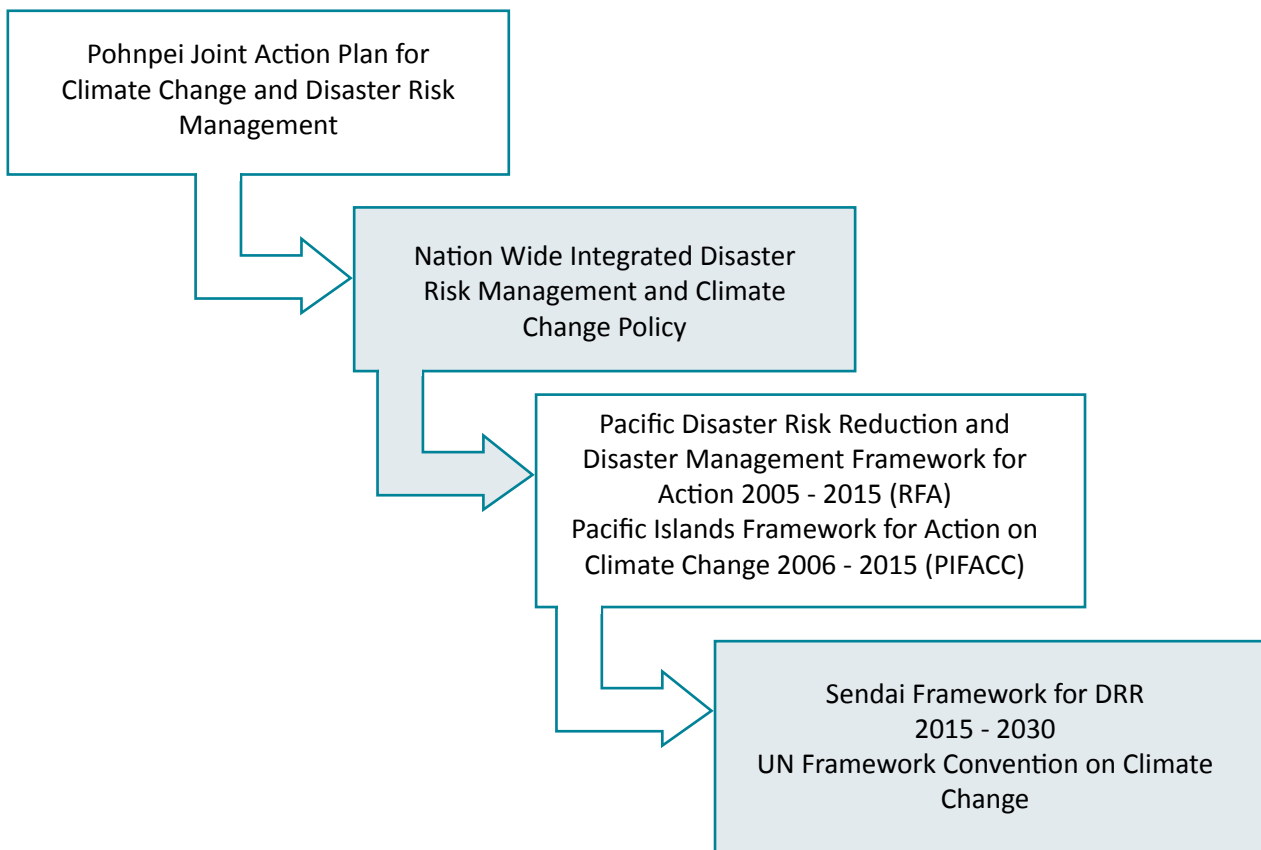 Pohnpei Joint Action Plan for
Climate Change and Disaster Risk
Management
Nation Wide Integrated Disaster
Risk Management and Climate
Change Policy
Pacific Disaster Risk Reduction and
Disaster Management Framework for
Action 2005 - 2015 (RFA)
Pacific Islands Framework for Action on
Climate Change 2006 - 2015 (PIFACC)
Sendai Framework for DRR
2015 - 2030
UN Framework Convention on Climate
Change